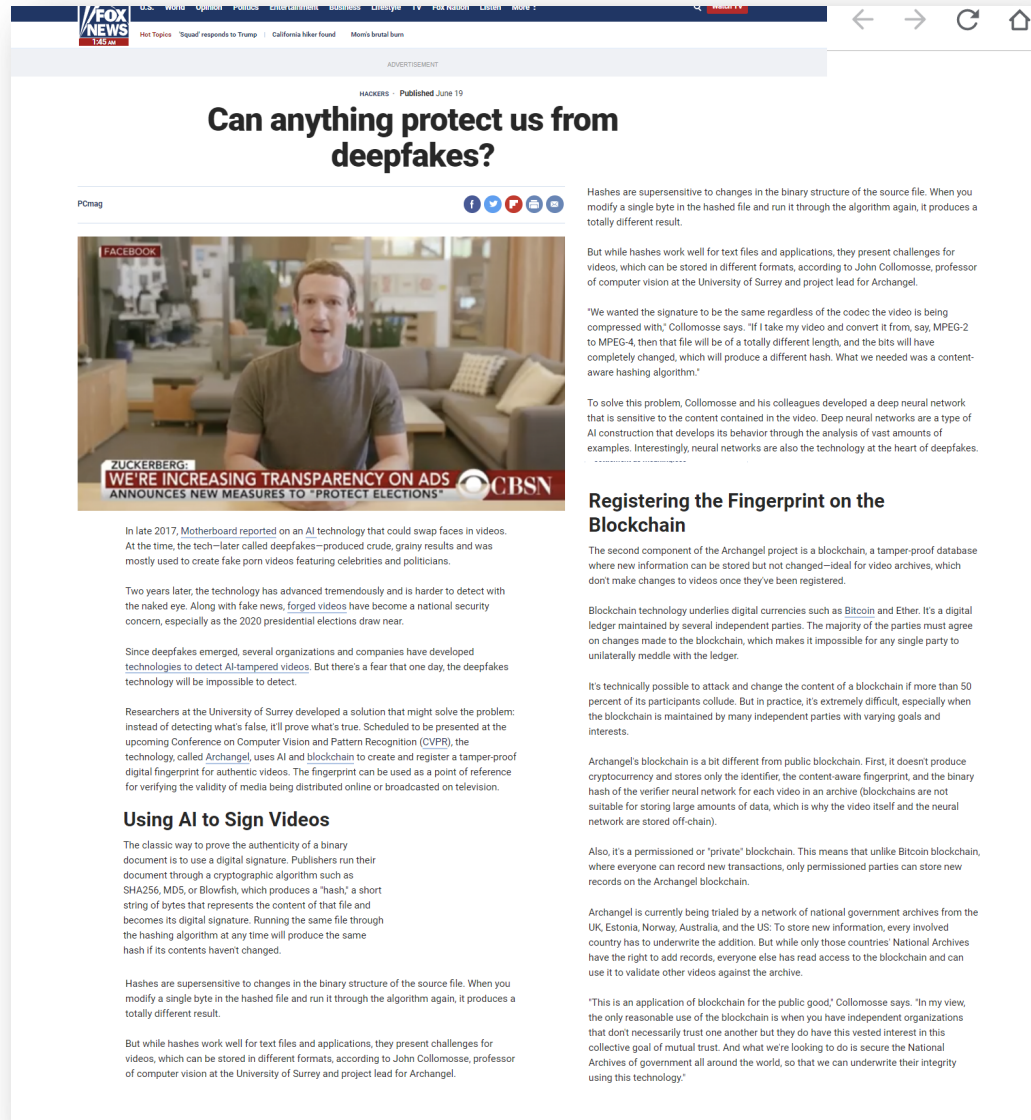 U.S. World Opinion Politics Entertainment Business Lifestyle TV Fox Nation Listen More
Watch TV
FOX
NEWS
1:45 AM
Hot Topics 'Squad' responds to Trump California hiker found Mom's brutal burn
ADVERTISEMENT
HACKERS · Published June 19
Can anything protect us from
deepfakes?
PCmag
FACEBOOK
ZUCKERBERG:
WE'RE INCREASING TRANSPARENCY ON ADS
ANNOUNCES NEW MEASURES TO "PROTECT ELECTIONS"
CBSN
In late 2017, Motherboard reported on an AI technology that could swap faces in videos.
At the time, the tech—later called deepfakes—produced crude, grainy results and was
mostly used to create fake porn videos featuring celebrities and politicians.
Two years later, the technology has advanced tremendously and is harder to detect with
the naked eye. Along with fake news, forged videos have become a national security
concern, especially as the 2020 presidential elections draw near.
Since deepfakes emerged, several organizations and companies have developed
technologies to detect AI-tampered videos. But there's a fear that one day, the deepfakes
technology will be impossible to detect.
Researchers at the University of Surrey developed a solution that might solve the problem:
instead of detecting what's false, it'll prove what's true. Scheduled to be presented at the
upcoming Conference on Computer Vision and Pattern Recognition (CVPR), the
technology, called Archangel, uses AI and blockchain to create and register a tamper-proof
digital fingerprint for authentic videos. The fingerprint can be used as a point of reference
for verifying the validity of media being distributed online or broadcasted on television.
Using AI to Sign Videos
The classic way to prove the authenticity of a binary
document is to use a digital signature. Publishers run their
document through a cryptographic algorithm such as
SHA256, MD5, or Blowfish, which produces a "hash," a short
string of bytes that represents the content of that file and
becomes its digital signature. Running the same file through
the hashing algorithm at any time will produce the same
hash if its contents haven't changed.
Hashes are supersensitive to changes in the binary structure of the source file. When you
modify a single byte in the hashed file and run it through the algorithm again, it produces a
totally different result.
But while hashes work well for text files and applications, they present challenges for
videos, which can be stored in different formats, according to John Collomosse, professor
of computer vision at the University of Surrey and project lead for Archangel.
Hashes are supersensitive to changes in the binary structure of the source file. When you
modify a single byte in the hashed file and run it through the algorithm again, it produces a
totally different result.
But while hashes work well for text files and applications, they present challenges for
videos, which can be stored in different formats, according to John Collomosse, professor
of computer vision at the University of Surrey and project lead for Archangel.
"We wanted the signature to be the same regardless of the codec the video is being
compressed with," Collomosse says. "If I take my video and convert it from, say, MPEG-2
to MPEG-4, then that file will be of a totally different length, and the bits will have
completely changed, which will produce a different hash. What we needed was a content-
aware hashing algorithm."
To solve this problem, Collomosse and his colleagues developed a deep neural network
that is sensitive to the content contained in the video. Deep neural networks are a type of
AI construction that develops its behavior through the analysis of vast amounts of
examples. Interestingly, neural networks are also the technology at the heart of deepfakes.
Registering the Fingerprint on the
Blockchain
The second component of the Archangel project is a blockchain, a tamper-proof database
where new information can be stored but not changed—ideal for video archives, which
don't make changes to videos once they've been registered.
Blockchain technology underlies digital currencies such as Bitcoin and Ether. It's a digital
ledger maintained by several independent parties. The majority of the parties must agree
on changes made to the blockchain, which makes it impossible for any single party to
unilaterally meddle with the ledger.
It's technically possible to attack and change the content of a blockchain if more than 50
percent of its participants collude. But in practice, it's extremely difficult, especially when
the blockchain is maintained by many independent parties with varying goals and
interests.
Archangel's blockchain is a bit different from public blockchain. First, it doesn't produce
cryptocurrency and stores only the identifier, the content-aware fingerprint, and the binary
hash of the verifier neural network for each video in an archive (blockchains are not
suitable for storing large amounts of data, which is why the video itself and the neural
network are stored off-chain).
Also, it's a permissioned or "private" blockchain. This means that unlike Bitcoin blockchain,
where everyone can record new transactions, only permissioned parties can store new
records on the Archangel blockchain.
Archangel is currently being trialed by a network of national government archives from the
UK, Estonia, Norway, Australia, and the US: To store new information, every involved
country has to underwrite the addition. But while only those countries' National Archives
have the right to add records, everyone else has read access to the blockchain and can
use it to validate other videos against the archive.
"This is an application of blockchain for the public good," Collomosse says. "In my view,
the only reasonable use of the blockchain is when you have independent organizations
that don't necessarily trust one another but they do have this vested interest in this
collective goal of mutual trust. And what we're looking to do is secure the National
Archives of government all around the world, so that we can underwrite their integrity
using this technology."